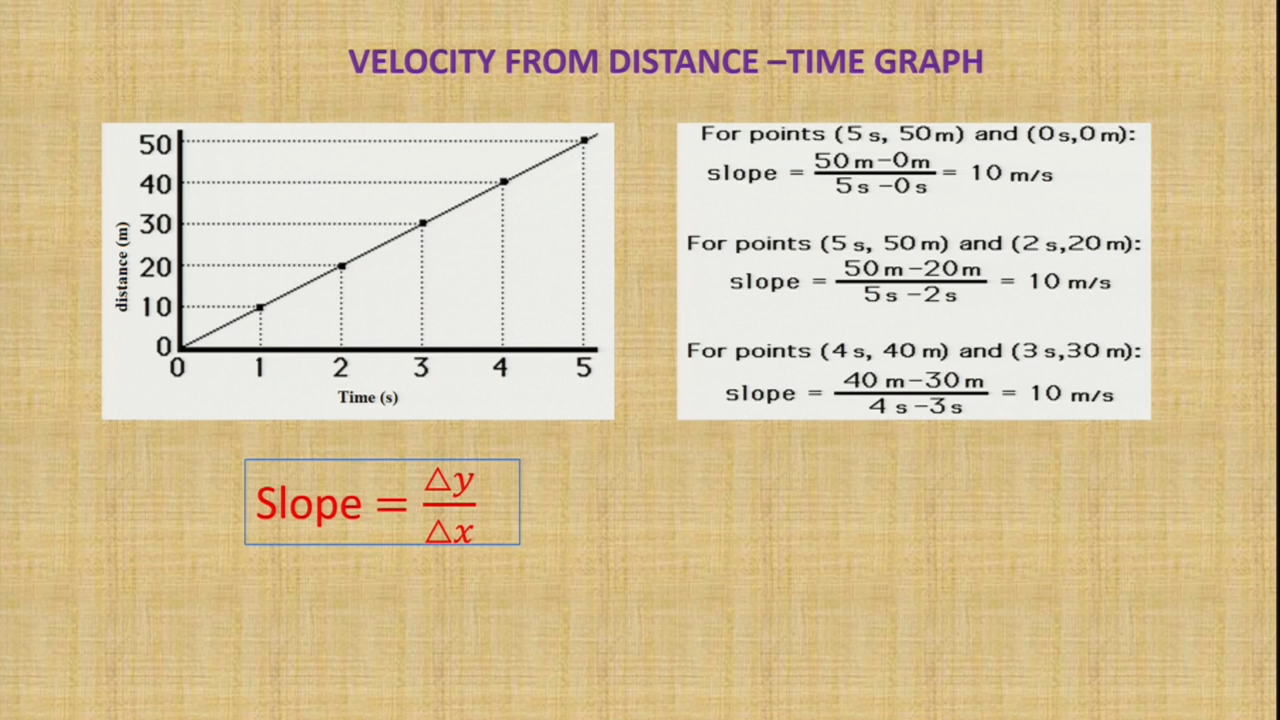 VELOCITY FROM DISTANCE –TIME GRAPH
50
40
30
20
10
0
distance (m)
0 1 2 3 4 5
Time (s)
For points (5 s, 50 m) and (0 s,0 m):
slope = 50 m −0m / 5 s −0 s = 10 m/s
For points (5 s, 50 m) and (2 s,20 m):
slope = 50 m−20 m / 5 s −2 s = 10 m/s
For points (4 s, 40 m) and (3 s,30 m):
slope = 40 m−30 m / 4 s −3 s = 10 m/s
Slope = △y / △x